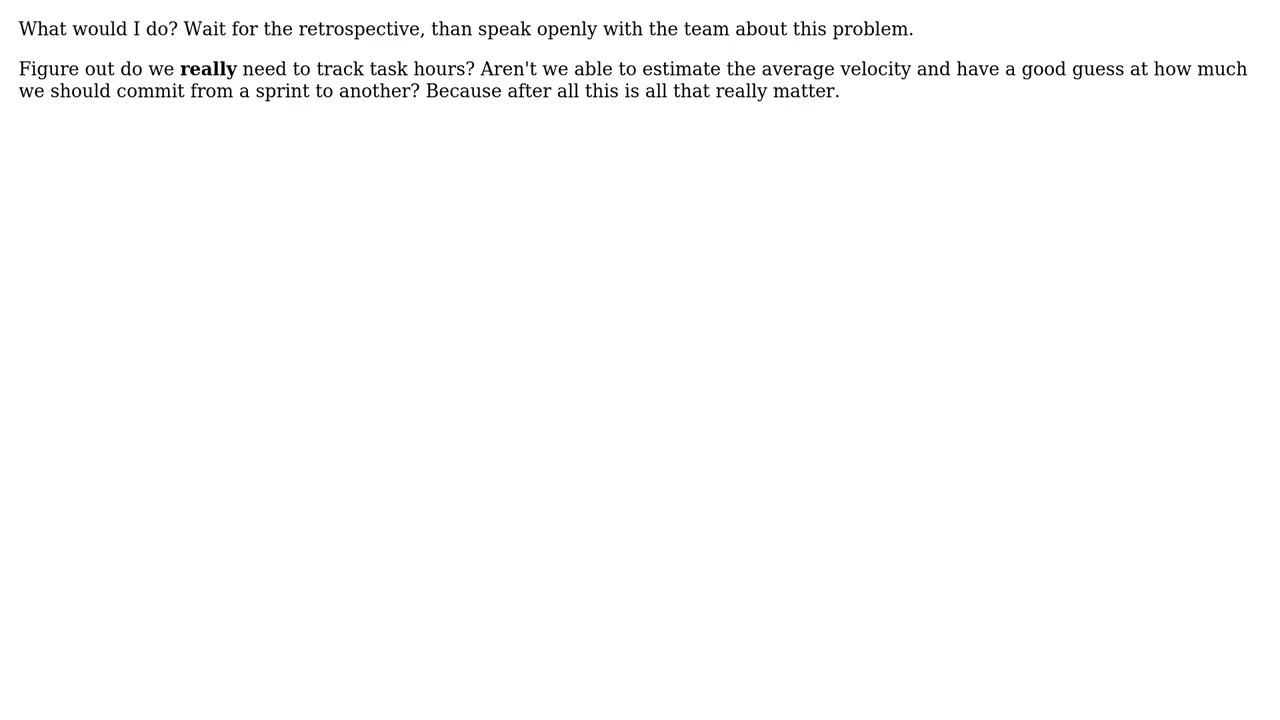 What would I do? Wait for the retrospective, than speak openly with the team about this problem.
Figure out do we really need to track task hours? Aren't we able to estimate the average velocity and have a good guess at how much
we should commit from a sprint to another? Because after all this is all that really matter.